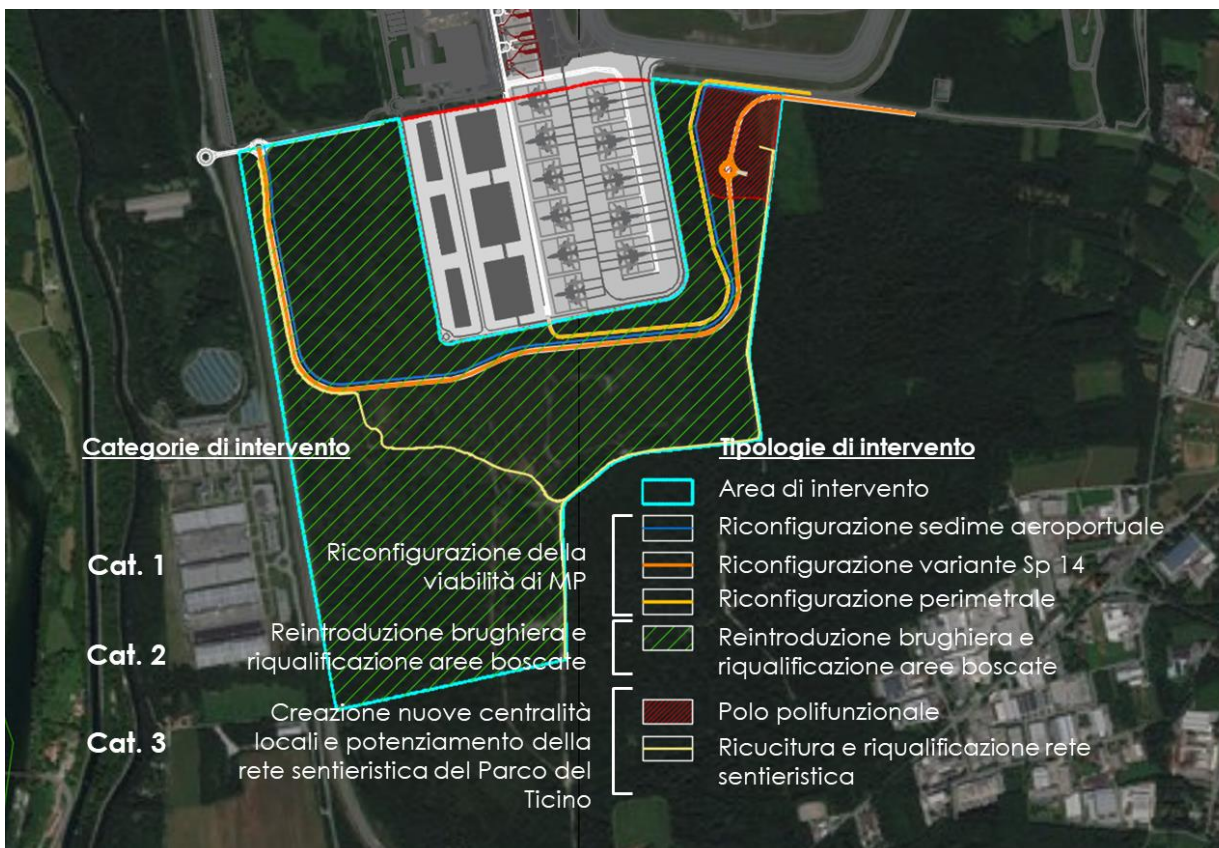 Categorie di intervento
Cat. 1
Riconfigurazione della
viabilità di MP
Cat. 2
Reintroduzione brughiera e
riqualificazione aree boscate
Cat. 3
Creazione nuove centralità
locali e potenziamento della
rete sentieristica del Parco del
Ticino
Tipologie di intervento
Area di intervento
Riconfigurazione sedime aeroportuale
Riconfigurazione variante Sp 14
Riconfigurazione perimetrale
Reintroduzione brughiera e
riqualificazione aree boscate
Polo polifunzionale
Ricucitura e riqualificazione rete
sentieristica